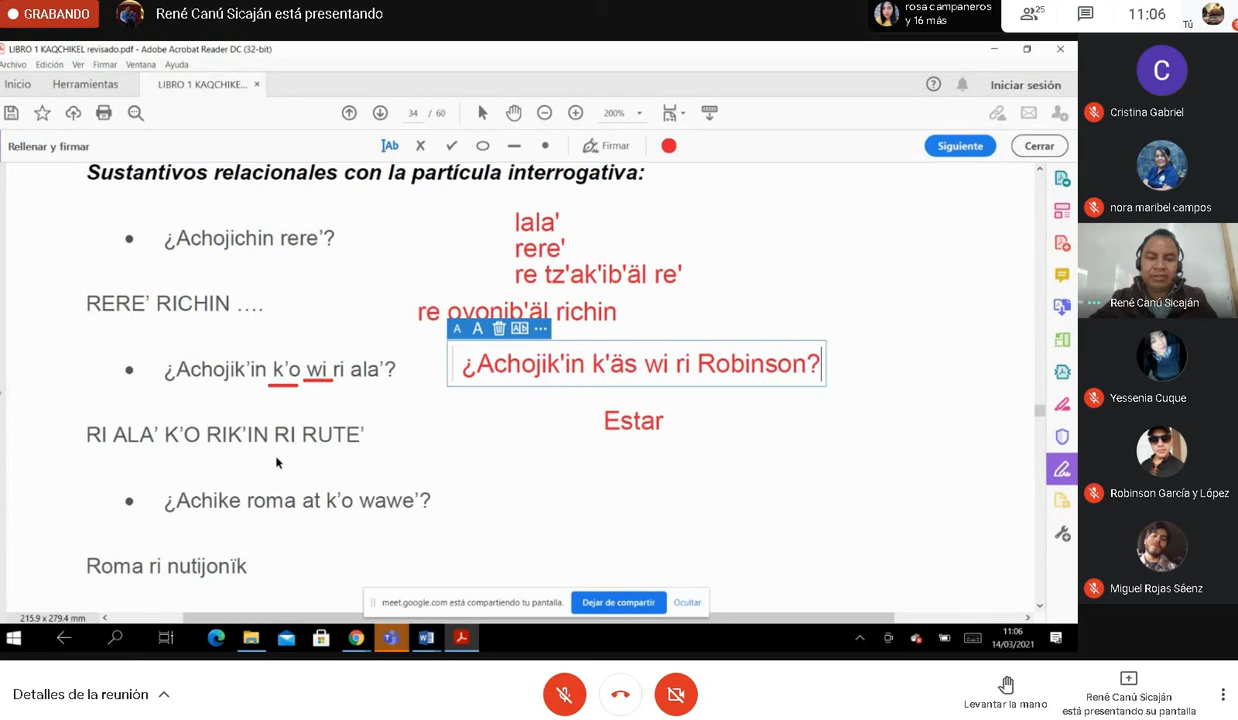 GRABANDO
René Canú Sicaján está presentando
rosa campaneros
y 16 más
25
11:06
Tú
LIBRO 1 KAQCHIKEL revisado.pdf - Adobe Acrobat Reader DC (32-bit)
Archivo Edición Ver Firmar Ventana Ayuda
Inicio Herramientas LIBRO 1 KAQCHIKE... × Iniciar sesión
34 / 60 200%
Rellenar y firmar Ab Firmar Siguiente Cerrar
Sustantivos relacionales con la partícula interrogativa:
lala'
• ¿Achojichin rere’?
rere'
re tz'ak'ib'äl re'
RERE’ RICHIN ….
re oyonib'äl richin
A A Ab ...
• ¿Achojik’in k’o wi ri ala’?
¿Achojik'in k'äs wi ri Robinson?
Estar
RI ALA’ K’O RIK’IN RI RUTE’
• ¿Achike roma at k’o wawe’?
Roma ri nutijonïk
meet.google.com está compartiendo tu pantalla. Dejar de compartir Ocultar
215.9 x 279.4 mm
11:06
14/03/2021
C
Cristina Gabriel
nora maribel campos
René Canú Sicaján
Yessenia Cuque
Robinson García y López
Miguel Rojas Sáenz
Detalles de la reunión
Levantar la mano
René Canú Sicaján
está presentando su pantalla